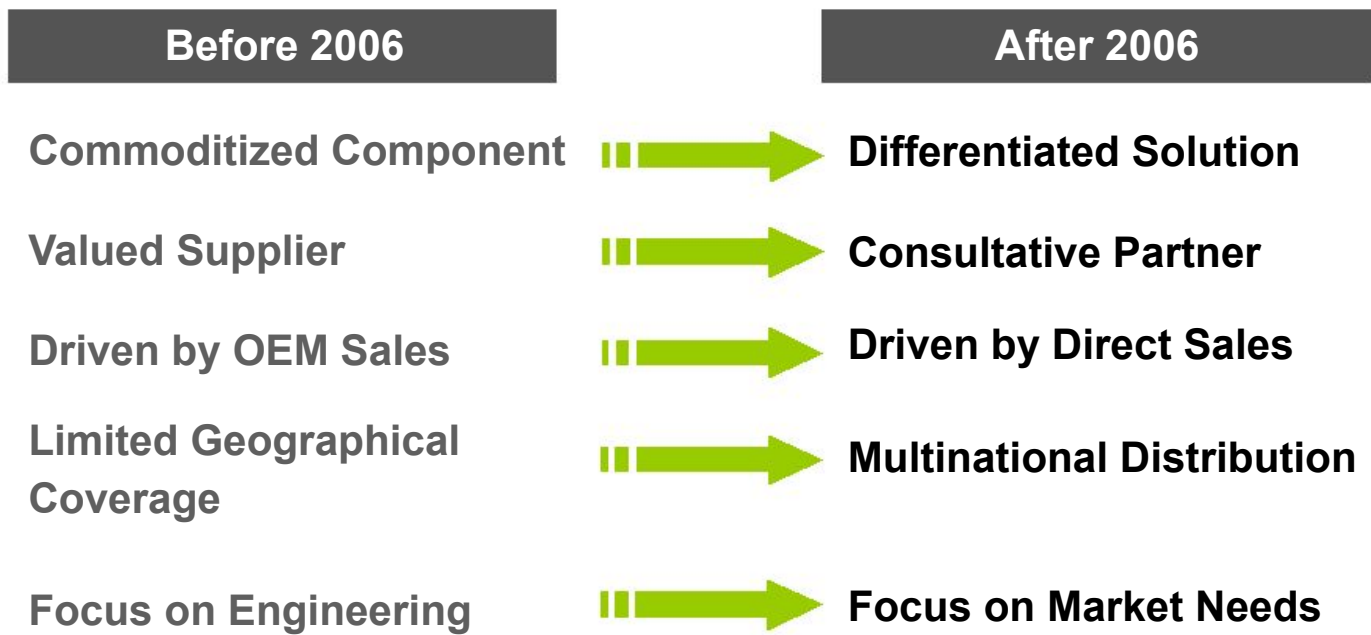 Before 2006
After 2006
Commoditized Component
Differentiated Solution
Valued Supplier
Consultative Partner
Driven by OEM Sales
Driven by Direct Sales
Limited Geographical
Coverage
Multinational Distribution
Focus on Engineering
Focus on Market Needs